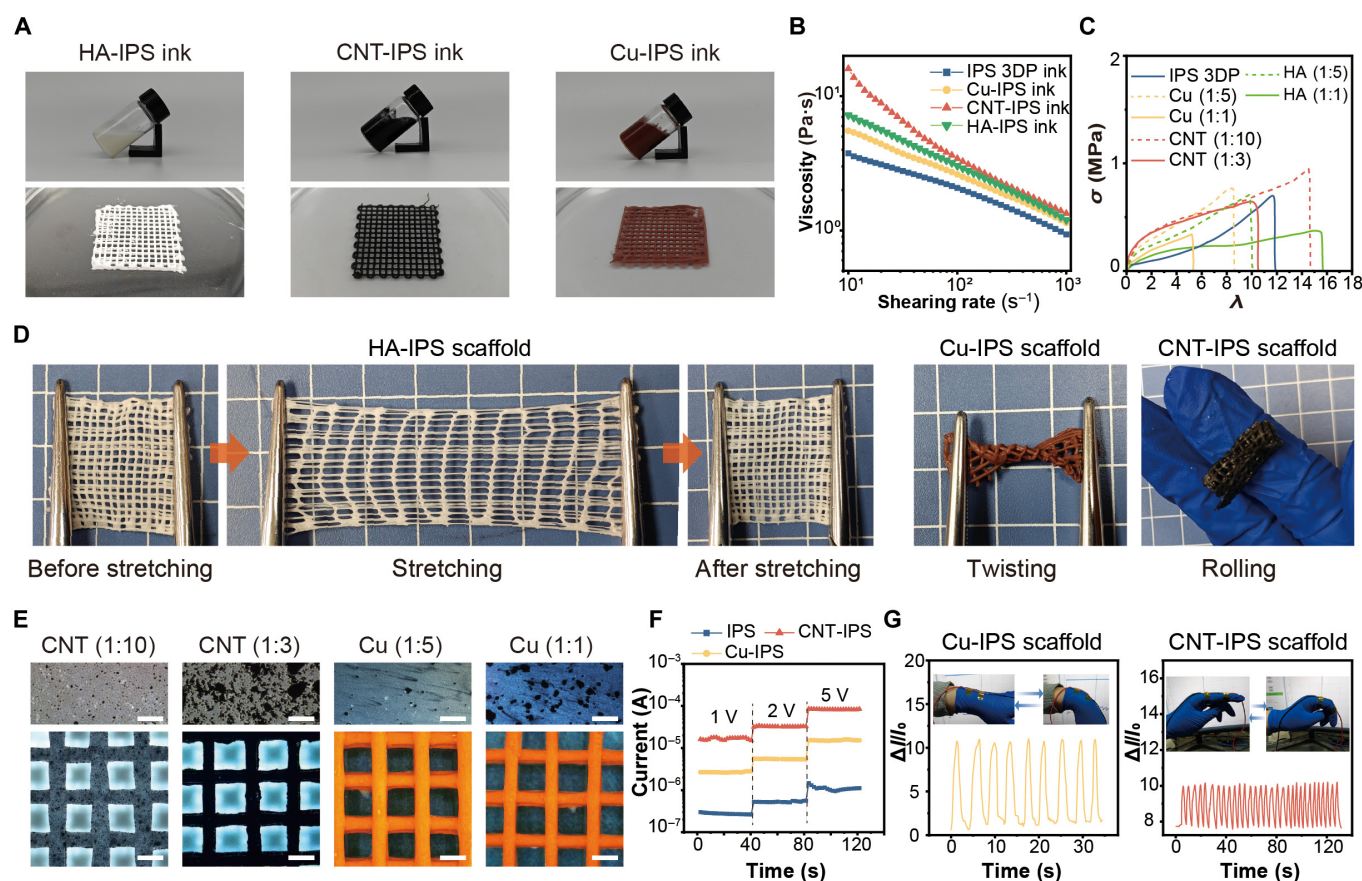 A
HA-IPS ink
CNT-IPS ink
Cu-IPS ink
B
Viscosity (Pa·s)
10¹
10⁰
IPS 3DP ink
Cu-IPS ink
CNT-IPS ink
HA-IPS ink
10¹
10²
10³
Shearing rate (s⁻¹)
C
σ (MPa)
2
1
0
IPS 3DP
Cu (1:5)
Cu (1:1)
HA (1:5)
HA (1:1)
CNT (1:10)
CNT (1:3)
0 2 4 6 8 10 12 14 16 18
λ
D
HA-IPS scaffold
Cu-IPS scaffold
CNT-IPS scaffold
Before stretching
Stretching
After stretching
Twisting
Rolling
E
CNT (1:10)
CNT (1:3)
Cu (1:5)
Cu (1:1)
F
IPS
CNT-IPS
Cu-IPS
Current (A)
10⁻³
10⁻⁴
10⁻⁵
10⁻⁶
10⁻⁷
1 V
2 V
5 V
0 40 80 120
Time (s)
G
Cu-IPS scaffold
ΔI/I₀
20
15
10
5
0
0 10 20 30
Time (s)
CNT-IPS scaffold
ΔI/I₀
16
14
12
10
8
0 40 80 120
Time (s)